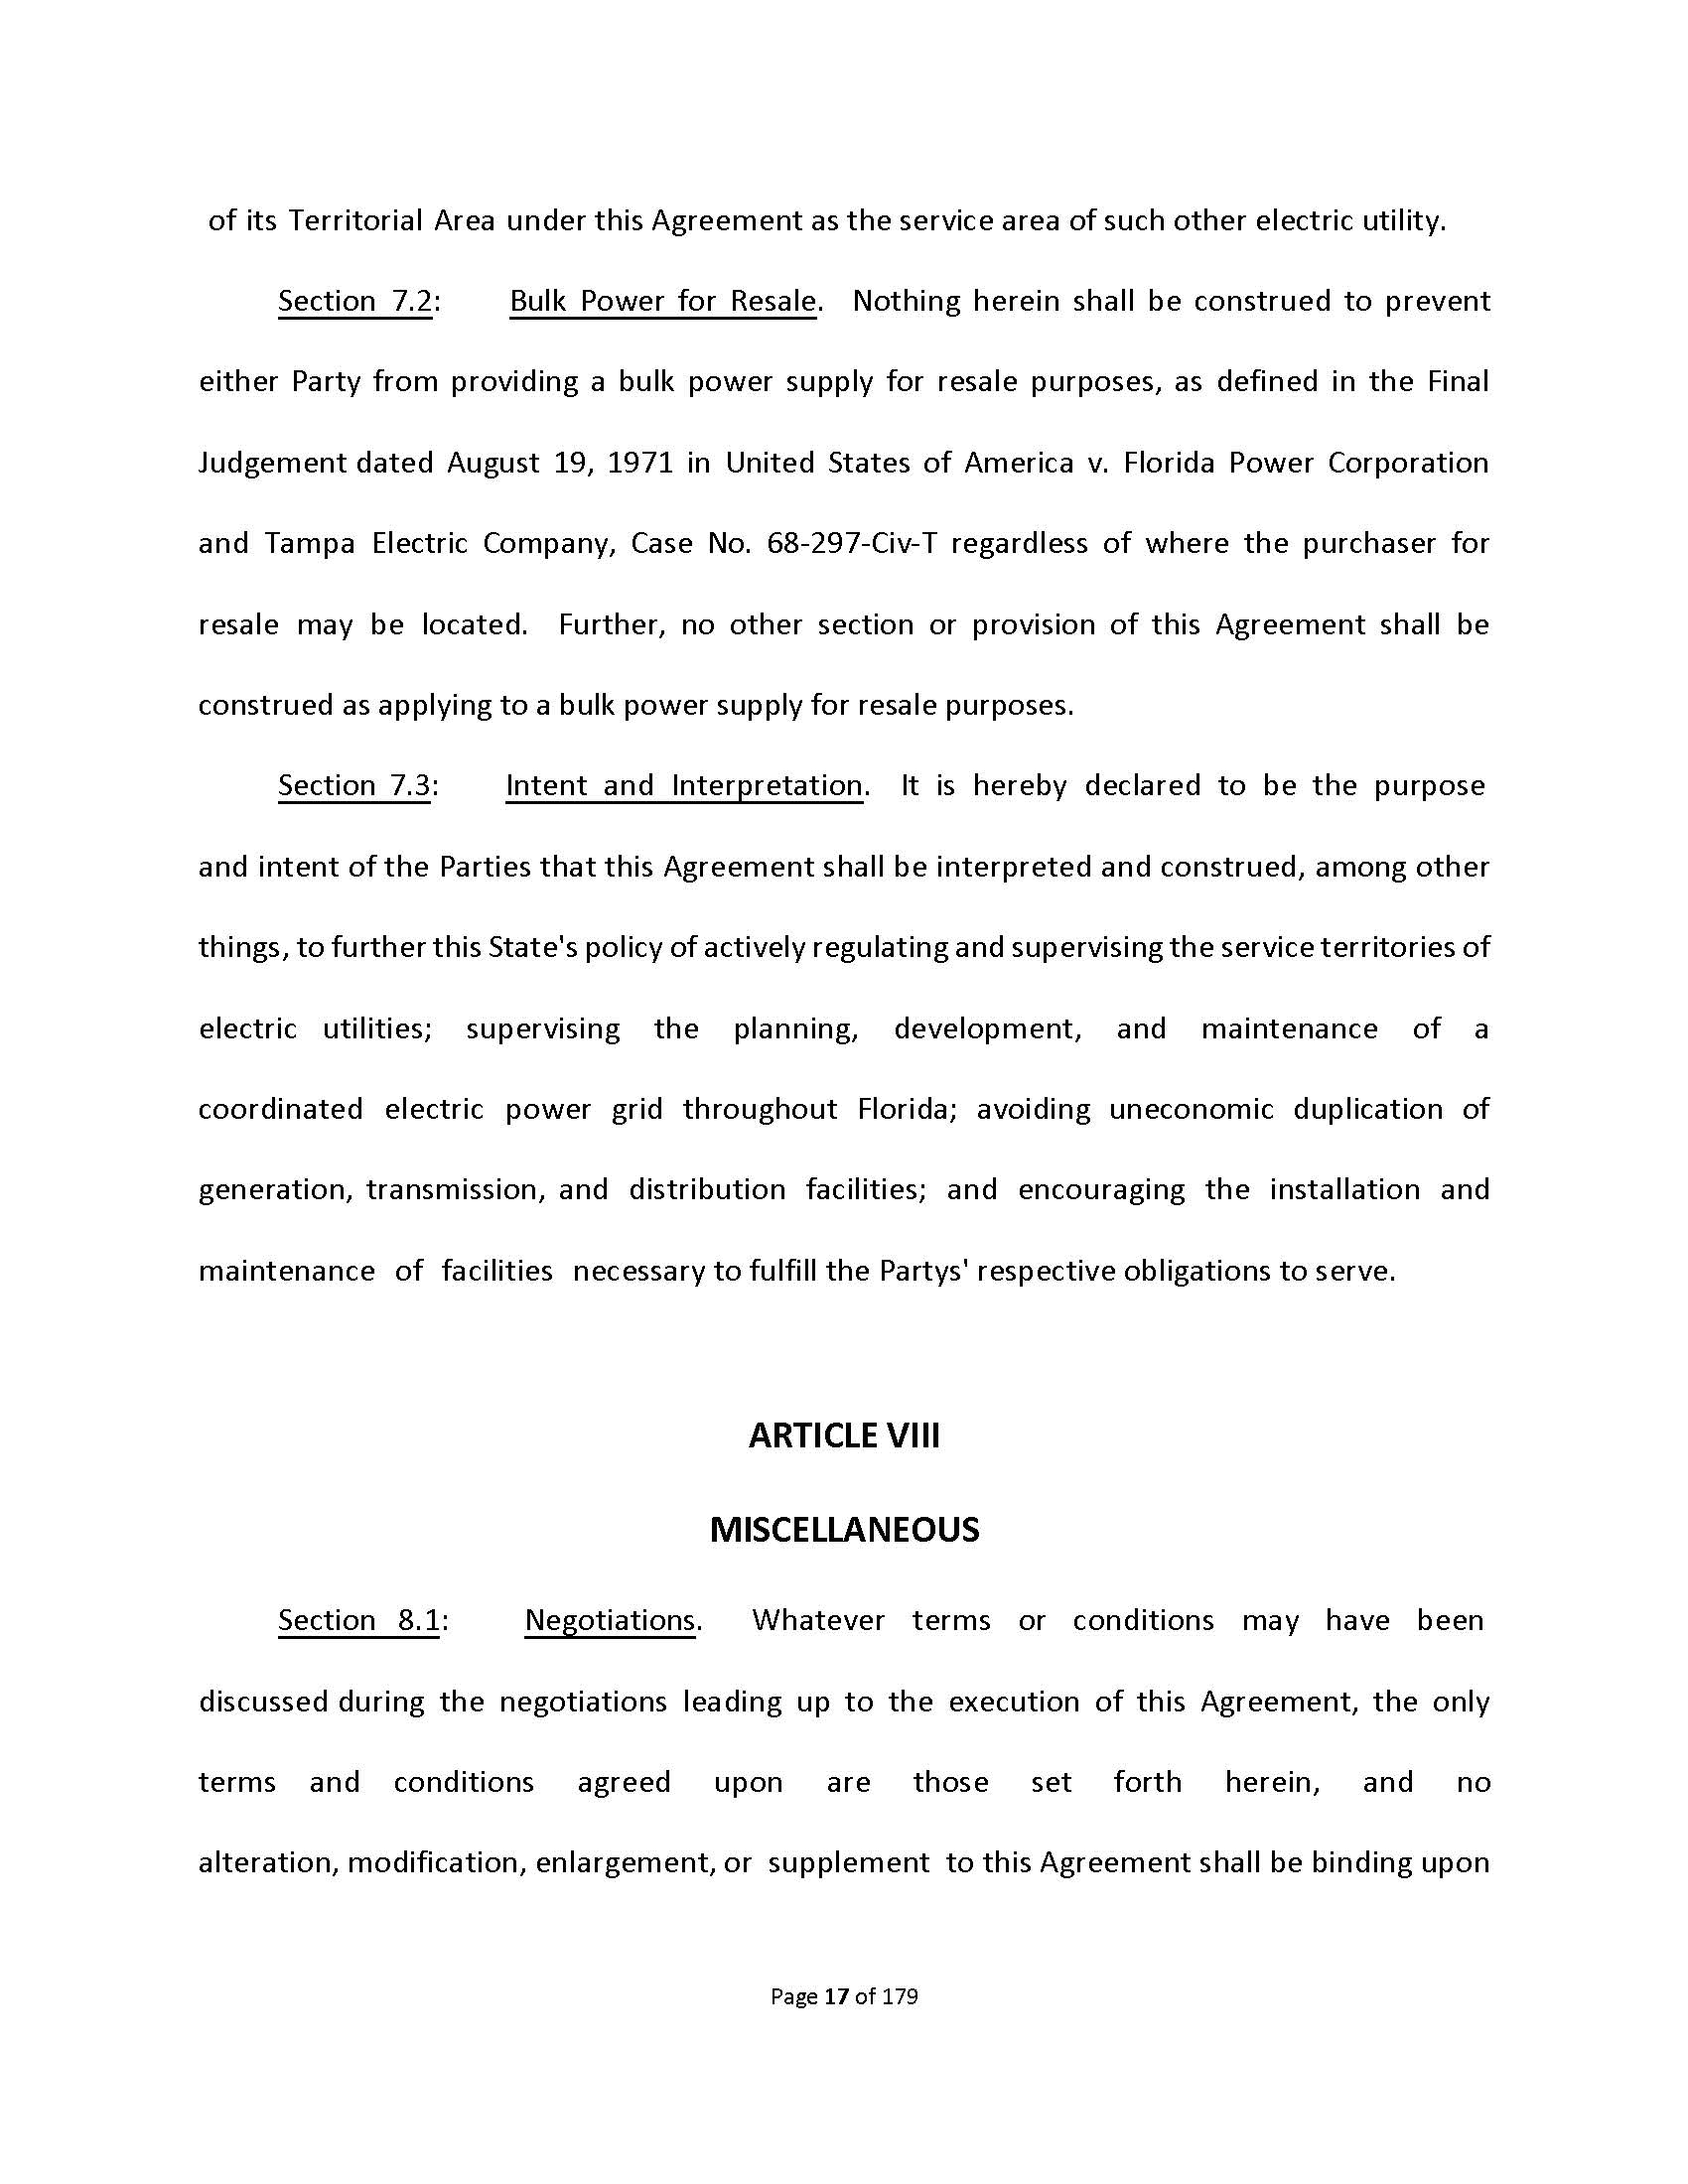 of its Territorial Area under this Agreement as the service area of such other electric utility.
Section 7.2: Bulk Power for Resale. Nothing herein shall be construed to prevent
either Party from providing a bulk power supply for resale purposes, as defined in the Final
Judgement dated August 19, 1971 in United States of America v. Florida Power Corporation
and Tampa Electric Company, Case No. 68-297-Civ-T regardless of where the purchaser for
resale may be located. Further, no other section or provision of this Agreement shall be
construed as applying to a bulk power supply for resale purposes.
Section 7.3: Intent and Interpretation. It is hereby declared to be the purpose
and intent of the Parties that this Agreement shall be interpreted and construed, among other
things, to further this State's policy of actively regulating and supervising the service territories of
electric utilities; supervising the planning, development, and maintenance of a
coordinated electric power grid throughout Florida; avoiding uneconomic duplication of
generation, transmission, and distribution facilities; and encouraging the installation and
maintenance of facilities necessary to fulfill the Partys' respective obligations to serve.
ARTICLE VIII
MISCELLANEOUS
Section 8.1: Negotiations. Whatever terms or conditions may have been
discussed during the negotiations leading up to the execution of this Agreement, the only
terms and conditions agreed upon are those set forth herein, and no
alteration, modification, enlargement, or supplement to this Agreement shall be binding upon
Page 17 of 179